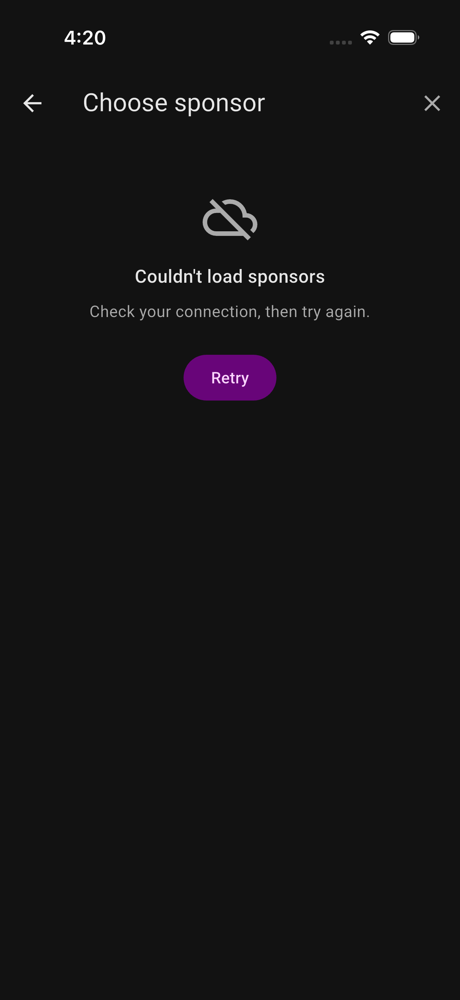 4:20
Choose sponsor
Couldn't load sponsors
Check your connection, then try again.
Retry